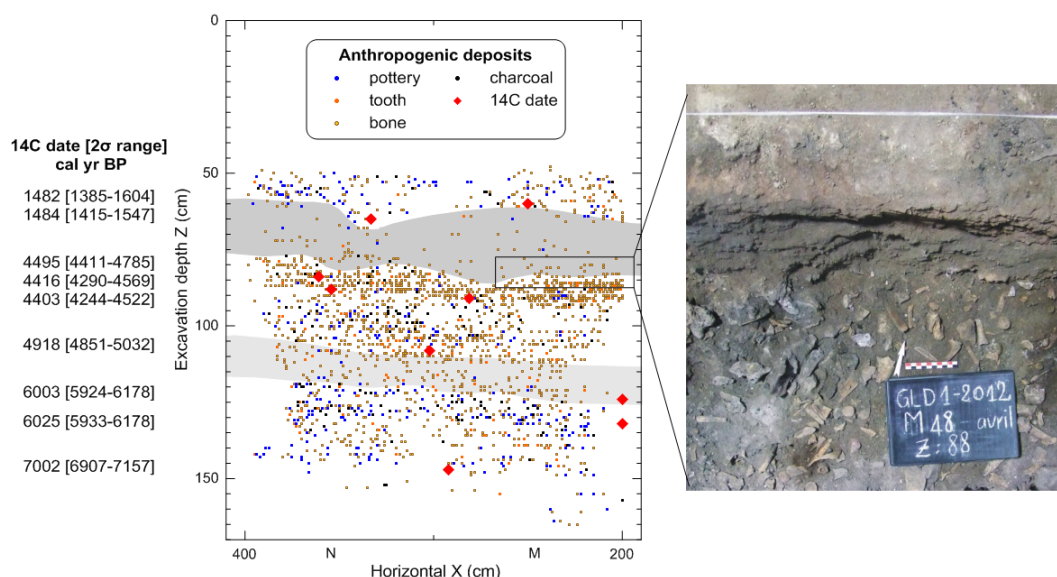 Anthropogenic deposits
pottery
charcoal
tooth
14C date
bone
14C date [2σ range]
cal yr BP
1482 [1385-1604]
1484 [1415-1547]
4495 [4411-4785]
4416 [4290-4569]
4403 [4244-4522]
4918 [4851-5032]
6003 [5924-6178]
6025 [5933-6178]
7002 [6907-7157]
Excavation depth Z (cm)
0
50
100
150
400
N
M
200
Horizontal X (cm)
GLD1-2012
M48-avril
Z:88